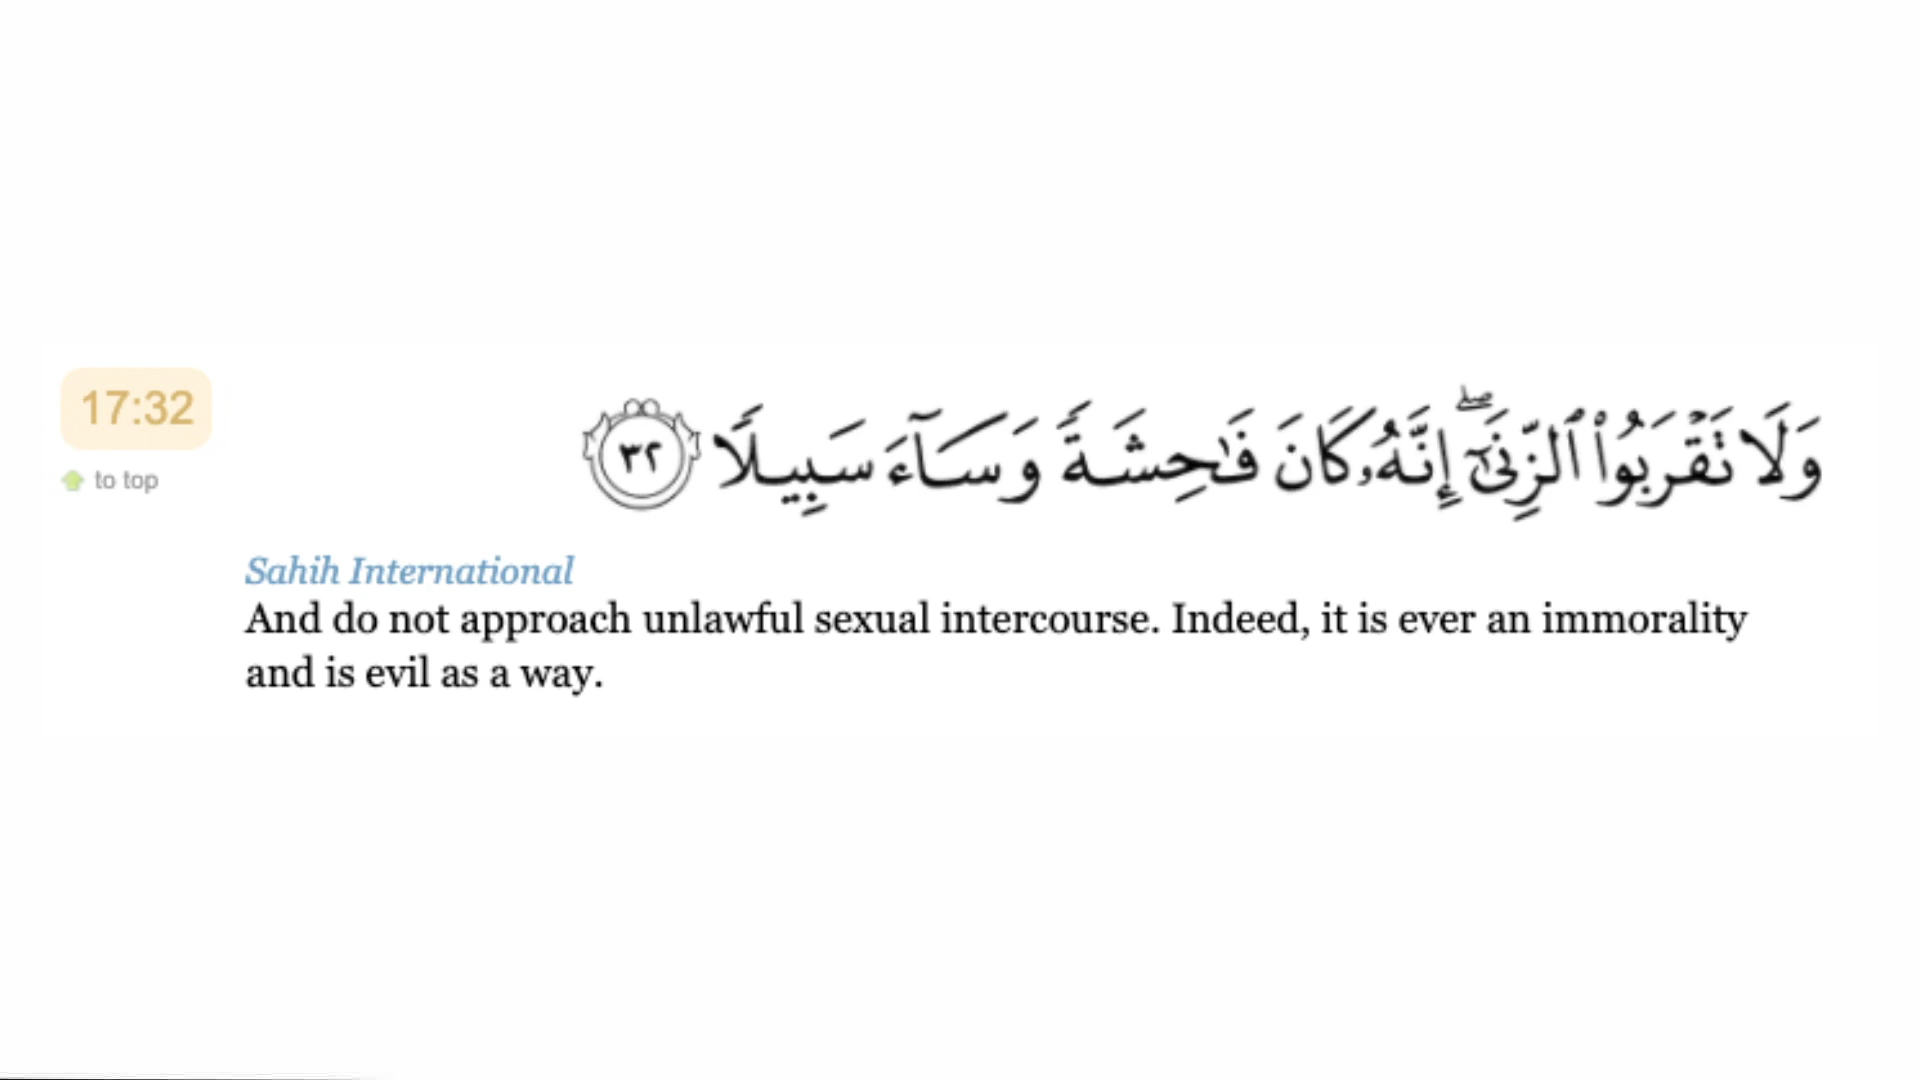 17:32
وَلَا تَقْرَبُوا۟ ٱلزِّنَىٰٓ ۖ إِنَّهُۥ كَانَ فَـٰحِشَةً وَسَآءَ سَبِيلًا ٣٢
to top
Sahih International
And do not approach unlawful sexual intercourse. Indeed, it is ever an immorality
and is evil as a way.